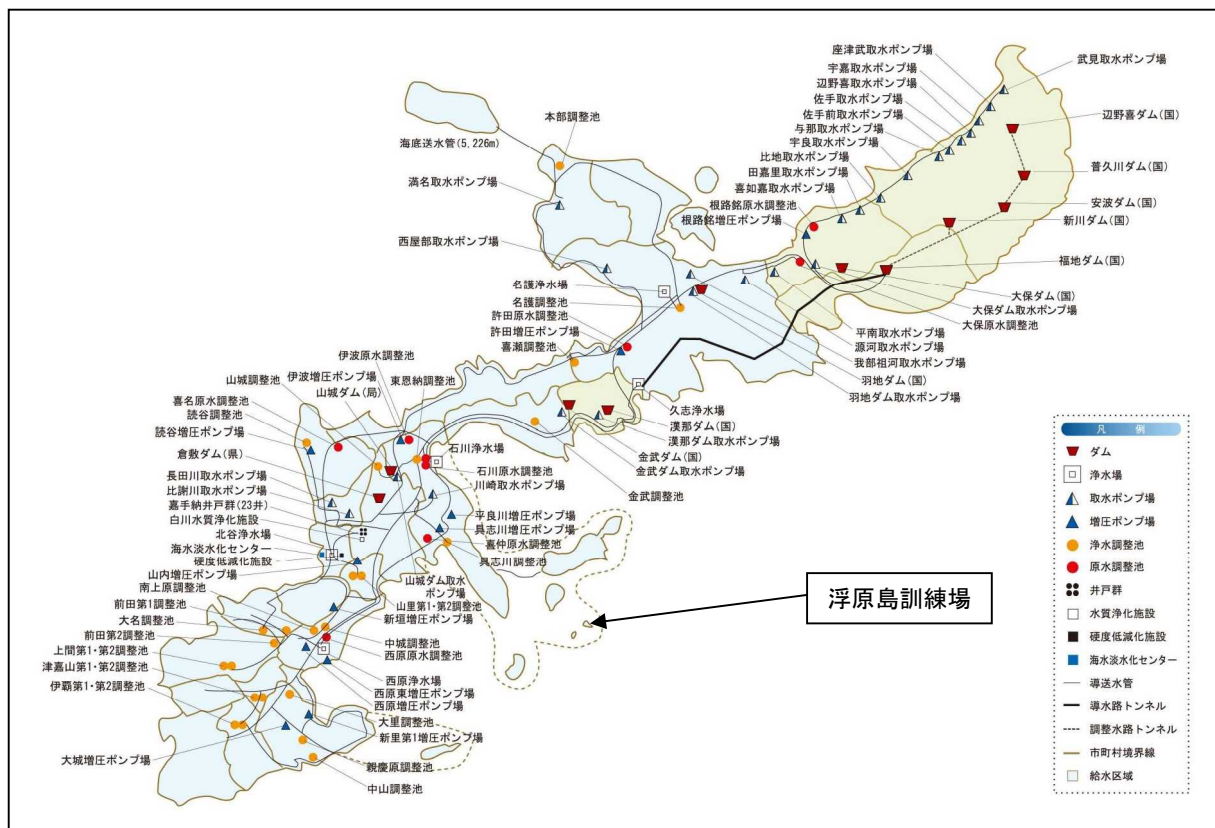 座津武取水ポンプ場
宇嘉取水ポンプ場
辺野喜取水ポンプ場
佐手取水ポンプ場
佐手前取水ポンプ場
与那取水ポンプ場
宇良取水ポンプ場
比地取水ポンプ場
田嘉里取水ポンプ場
喜如嘉取水ポンプ場
根路銘原水調整池
根路銘増圧ポンプ場
武見取水ポンプ場
辺野喜ダム(国)
普久川ダム(国)
安波ダム(国)
新川ダム(国)
福地ダム(国)
大保ダム(国)
大保ダム取水ポンプ場
大保原水調整池
平南取水ポンプ場
源河取水ポンプ場
我部祖河取水ポンプ場
羽地ダム(国)
羽地ダム取水ポンプ場
本部調整池
海底送水管(5,226m)
満名取水ポンプ場
西屋部取水ポンプ場
名護浄水場
名護調整池
許田原水調整池
許田増圧ポンプ場
喜瀬調整池
久志浄水場
漢那ダム(国)
漢那ダム取水ポンプ場
金武ダム(国)
金武ダム取水ポンプ場
金武調整池
伊波原水調整池
伊波増圧ポンプ場
東恩納調整池
山城調整池
山城ダム(局)
喜名原水調整池
読谷調整池
読谷増圧ポンプ場
倉敷ダム(県)
長田川取水ポンプ場
比謝川取水ポンプ場
嘉手納井戸群(23井)
白川水質浄化施設
北谷浄水場
海水淡水化センター
硬度低減化施設
山内増圧ポンプ場
石川浄水場
石川原水調整池
川崎取水ポンプ場
平良川増圧ポンプ場
具志川増圧ポンプ場
喜仲原水調整池
具志川調整池
山城ダム取水
ポンプ場
山里第1・第2調整池
新垣増圧ポンプ場
南上原調整池
前田第1調整池
大名調整池
前田第2調整池
上間第1・第2調整池
津嘉山第1・第2調整池
伊覇第1・第2調整池
中城調整池
西原原水調整池
西原浄水場
西原東増圧ポンプ場
西原増圧ポンプ場
大里調整池
新里第1増圧ポンプ場
大城増圧ポンプ場
親慶原調整池
中山調整池
浮原島訓練場
凡 例
ダム
浄水場
取水ポンプ場
増圧ポンプ場
浄水調整池
原水調整池
井戸群
水質浄化施設
硬度低減化施設
海水淡水化センター
導送水管
導水路トンネル
調整水路トンネル
市町村境界線
給水区域